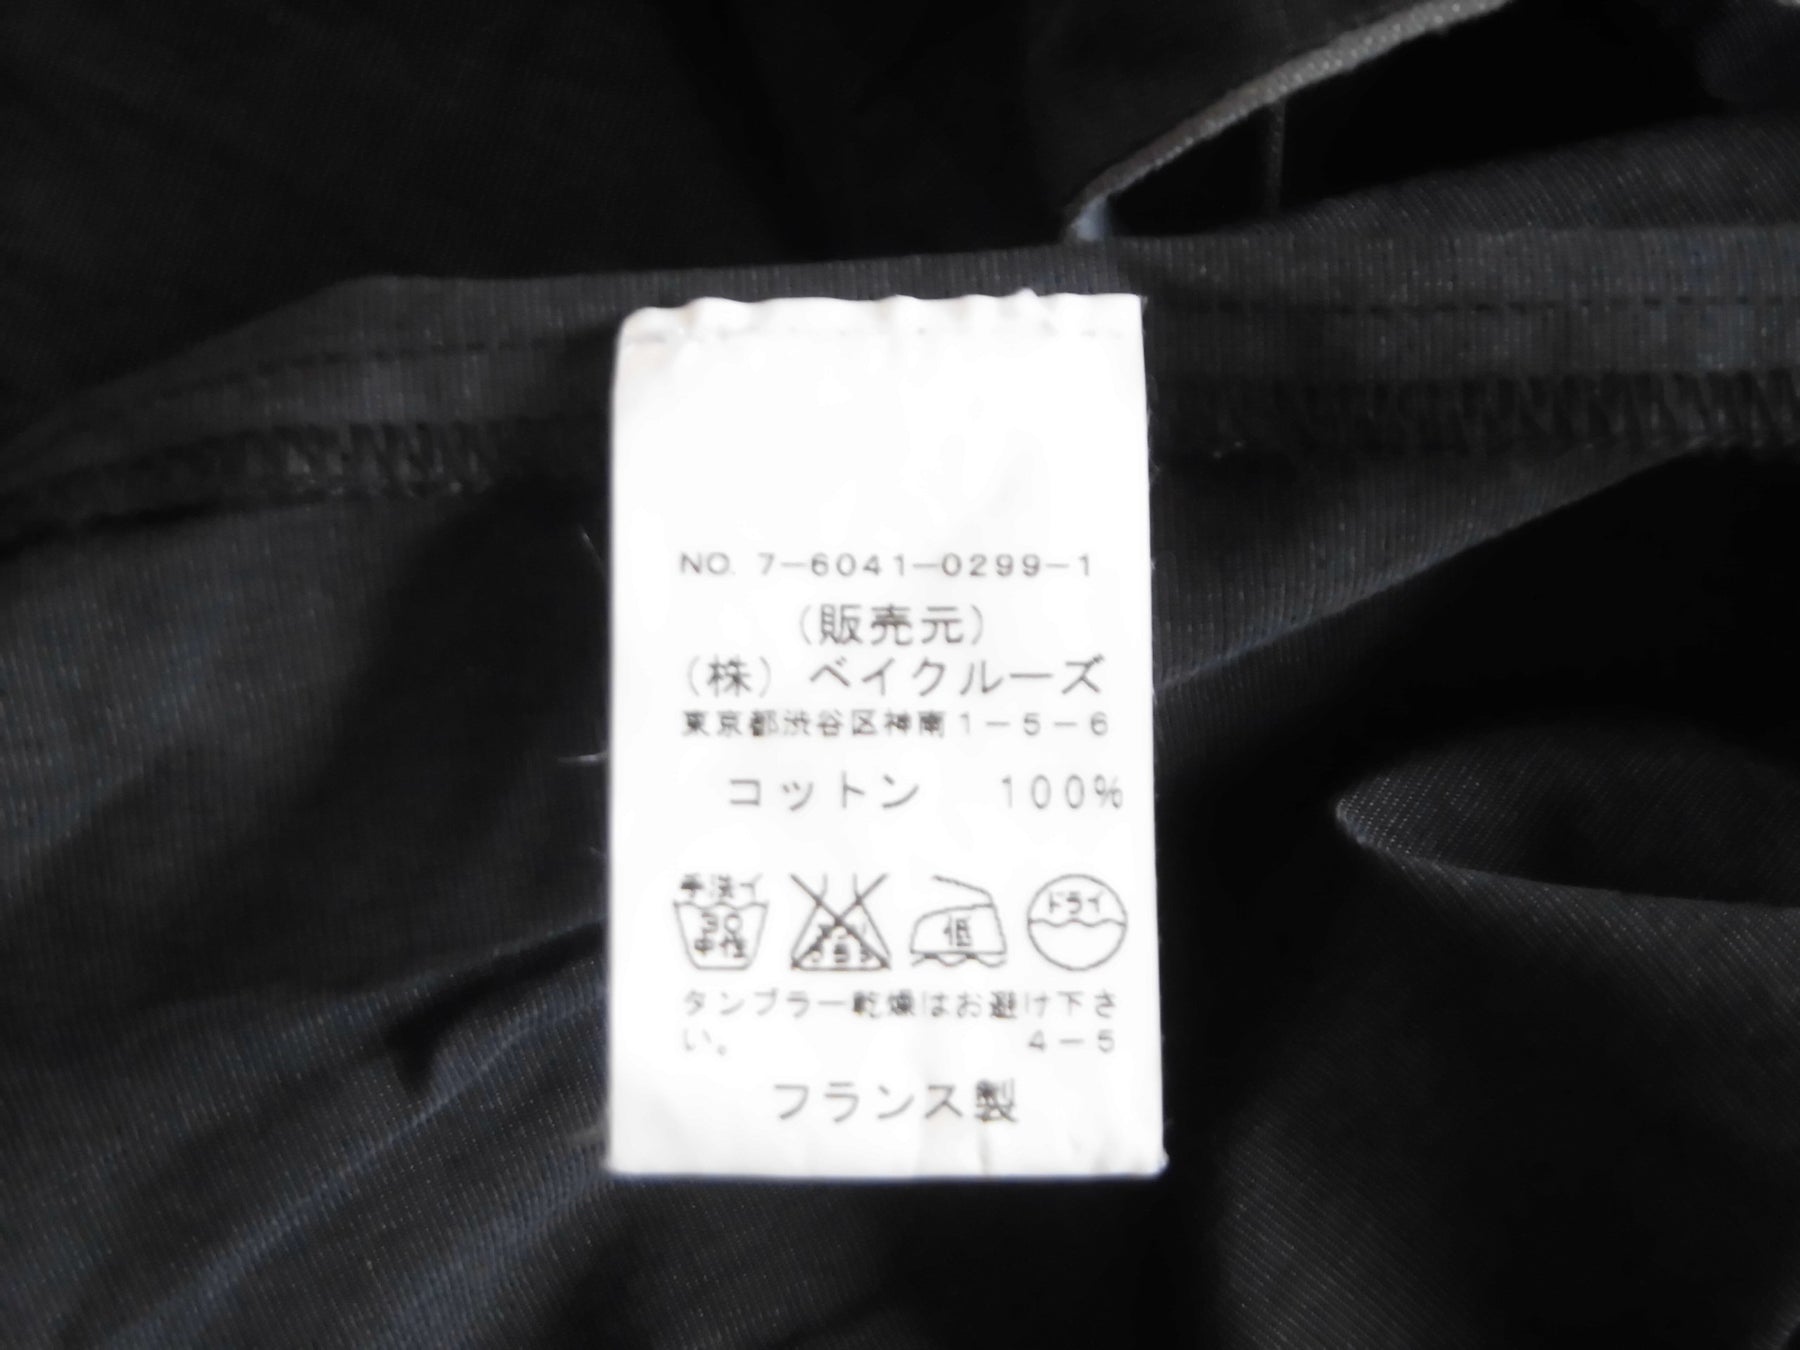 NO. 7-6041-0299-1
(販売元)
(株) ベイクルーズ
東京都渋谷区神南1-5-6
コットン 100%
手洗イ
30
中性
低
ドライ
タンブラー乾燥はお避け下さ
い。 4-5
フランス製